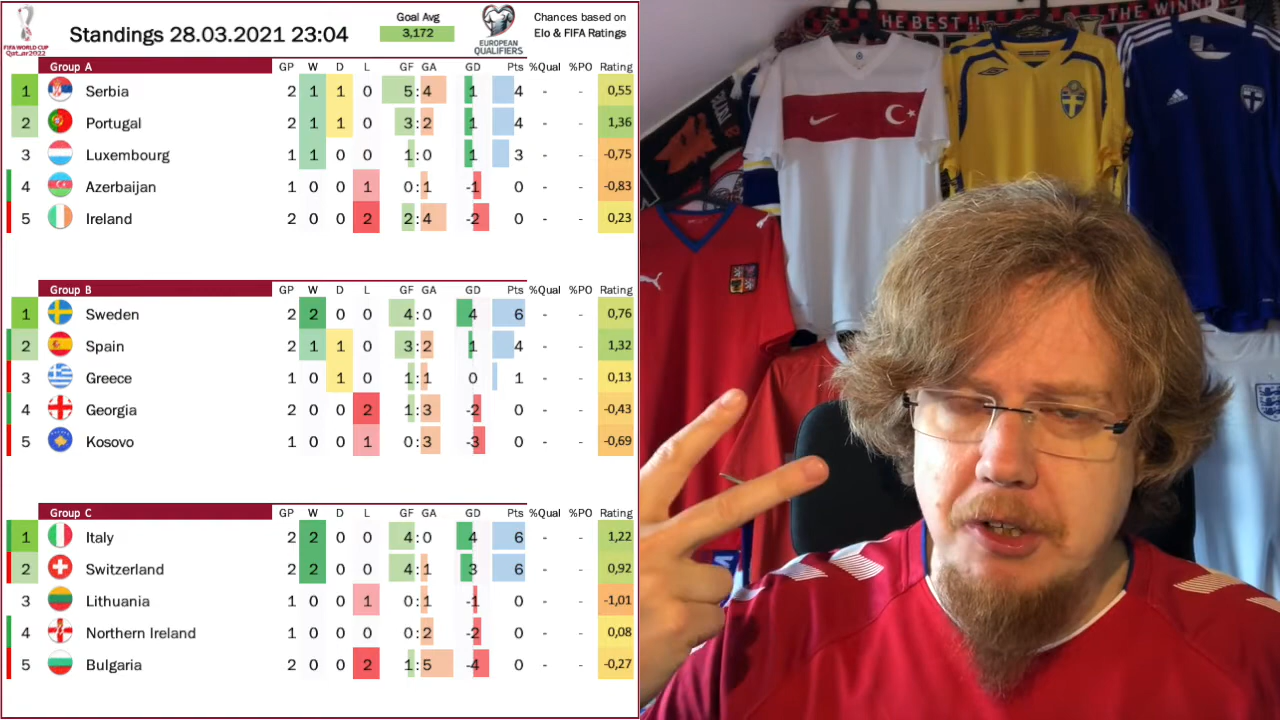 FIFA WORLD CUP
Qatar2022
Standings 28.03.2021 23:04
Goal Avg
3,172
EUROPEAN
QUALIFIERS
Chances based on
Elo & FIFA Ratings
Group A GP W D L GF GA GD Pts %Qual %PO Rating
1 Serbia 2 1 1 0 5:4 1 4 - - 0,55
2 Portugal 2 1 1 0 3:2 1 4 - - 1,36
3 Luxembourg 1 1 0 0 1:0 1 3 - - -0,75
4 Azerbaijan 1 0 0 1 0:1 -1 0 - - -0,83
5 Ireland 2 0 0 2 2:4 -2 0 - - 0,23
Group B GP W D L GF GA GD Pts %Qual %PO Rating
1 Sweden 2 2 0 0 4:0 4 6 - - 0,76
2 Spain 2 1 1 0 3:2 1 4 - - 1,32
3 Greece 1 0 1 0 1:1 0 1 - - 0,13
4 Georgia 2 0 0 2 1:3 -2 0 - - -0,43
5 Kosovo 1 0 0 1 0:3 -3 0 - - -0,69
Group C GP W D L GF GA GD Pts %Qual %PO Rating
1 Italy 2 2 0 0 4:0 4 6 - - 1,22
2 Switzerland 2 2 0 0 4:1 3 6 - - 0,92
3 Lithuania 1 0 0 1 0:1 -1 0 - - -1,01
4 Northern Ireland 1 0 0 0 0:2 -2 0 - - 0,08
5 Bulgaria 2 0 0 2 1:5 -4 0 - - -0,27
THE BEST !!
THE WINNERS
adidas